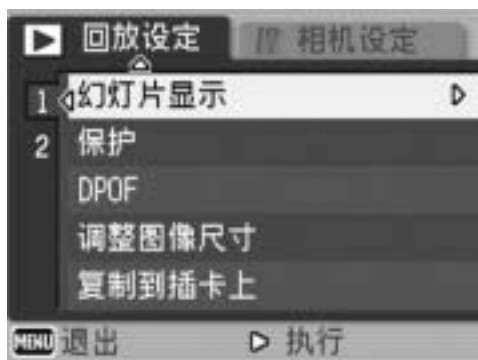 回放设定 相机设定
1 幻灯片显示
2 保护
DPOF
调整图像尺寸
复制到插卡上
MENU 退出 执行